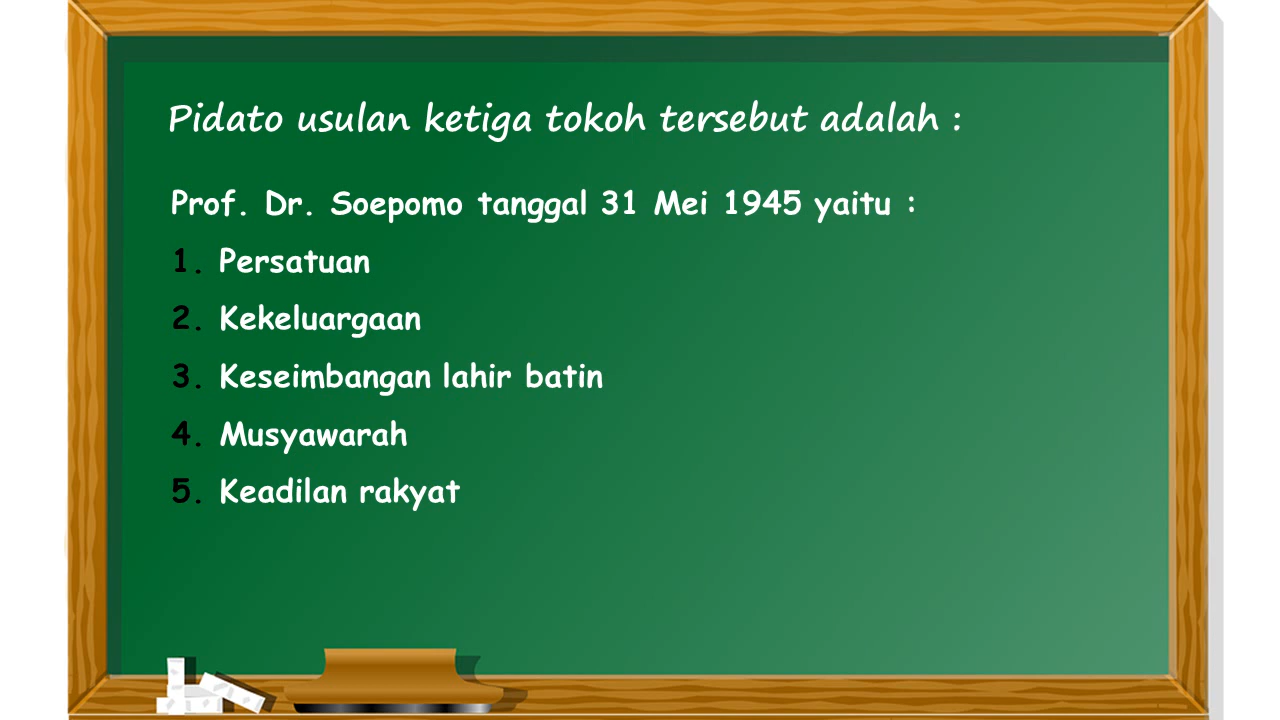 Pidato usulan ketiga tokoh tersebut adalah :
Prof. Dr. Soepomo tanggal 31 Mei 1945 yaitu :
1. Persatuan
2. Kekeluargaan
3. Keseimbangan lahir batin
4. Musyawarah
5. Keadilan rakyat